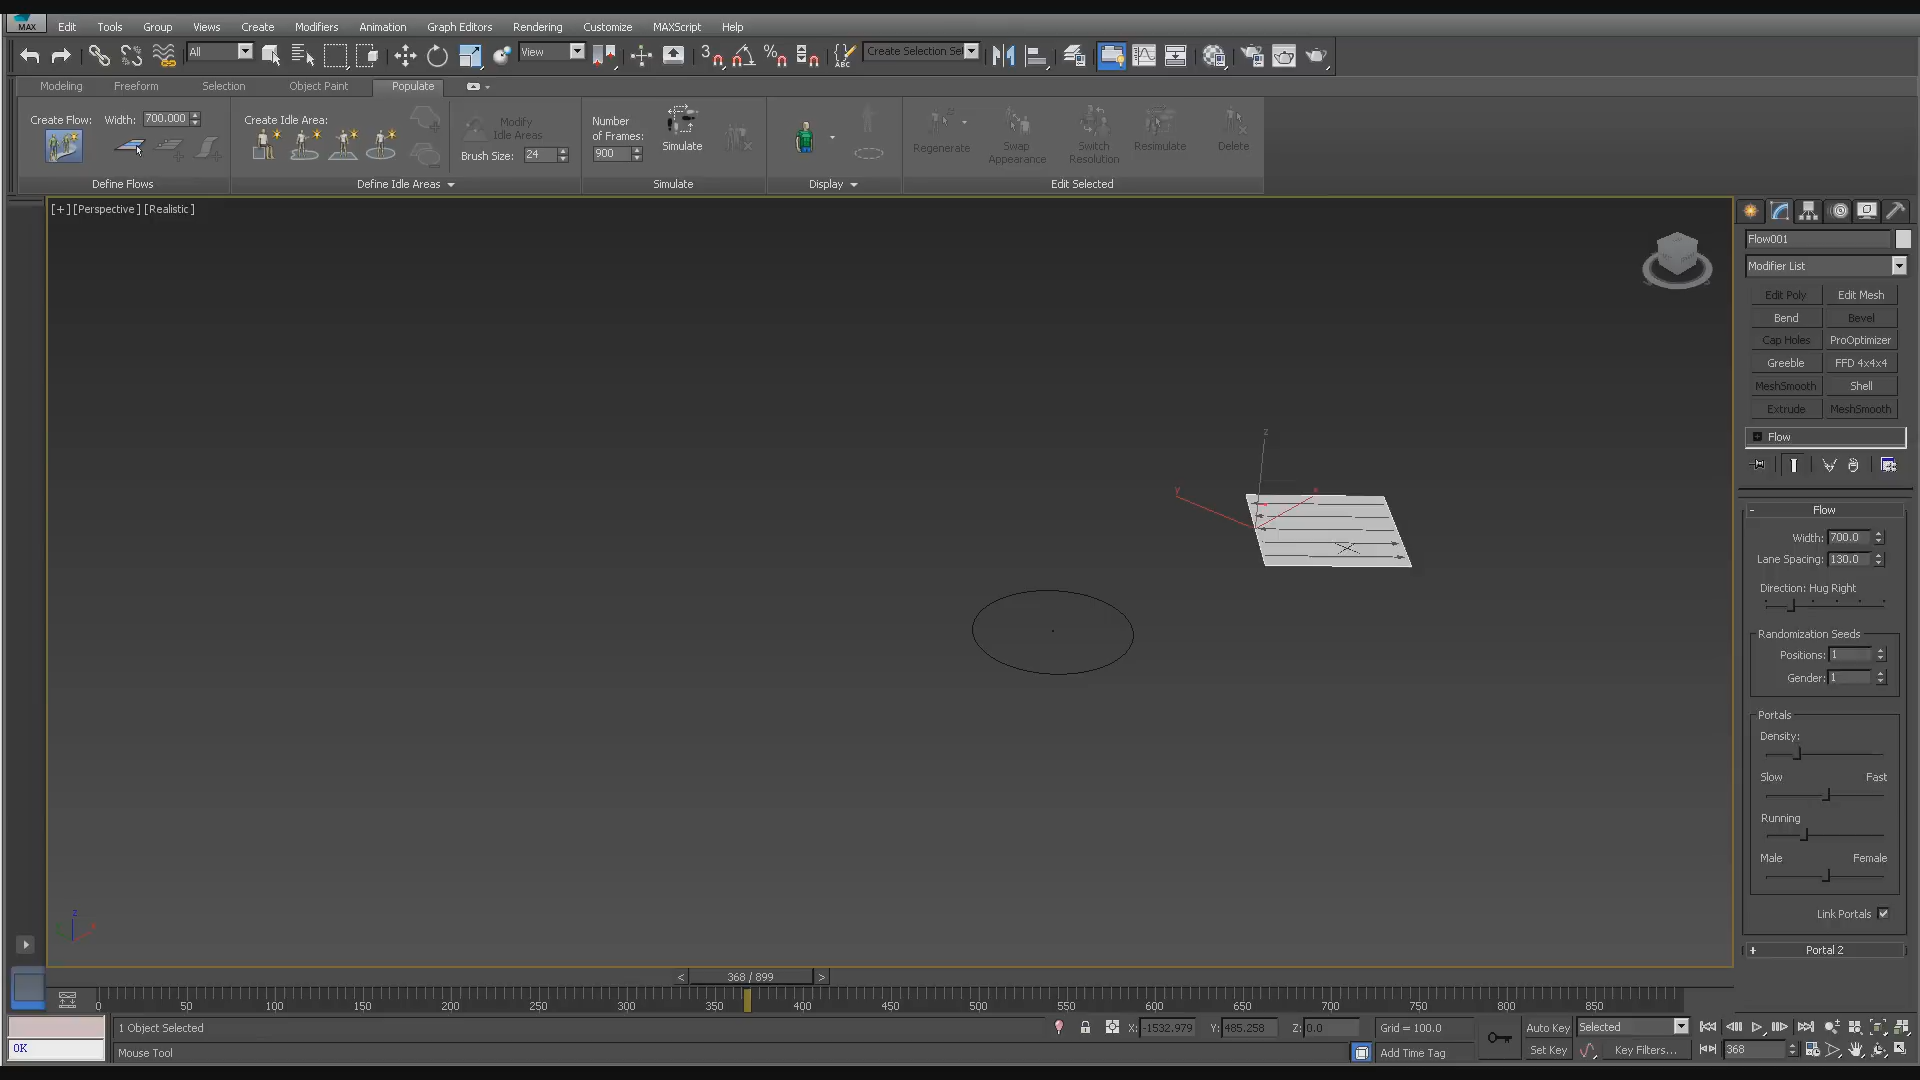 MAX
Edit Tools Group Views Create Modifiers Animation Graph Editors Rendering Customize MAXScript Help
All View 3 % ABC Create Selection Sel
Modeling Freeform Selection Object Paint Populate
Create Flow: Width: 700.000
Define Flows
Create Idle Area:
Modify
Idle Areas
Brush Size: 24
Define Idle Areas
Number
of Frames:
900
Simulate
Simulate
Display
Regenerate
Swap
Appearance
Switch
Resolution
Resimulate
Delete
Edit Selected
[+] [Perspective] [Realistic]
Z
Y
x
z
Flow001
Modifier List
Edit Poly Edit Mesh
Bend Bevel
Cap Holes ProOptimizer
Greeble FFD 4x4x4
MeshSmooth Shell
Extrude MeshSmooth
Flow
- Flow
Width: 700.0
Lane Spacing: 130.0
Direction: Hug Right
Randomization Seeds
Positions: 1
Gender: 1
Portals
Density:
Slow Fast
Running
Male Female
Link Portals
+ Portal 2
< 368 / 899 >
0 50 100 150 200 250 300 350 400 450 500 550 600 650 700 750 800 850
1 Object Selected X: -1532.979 Y: 485.258 Z: 0.0 Grid = 100.0 Auto Key Selected
OK Mouse Tool Add Time Tag Set Key Key Filters... 368